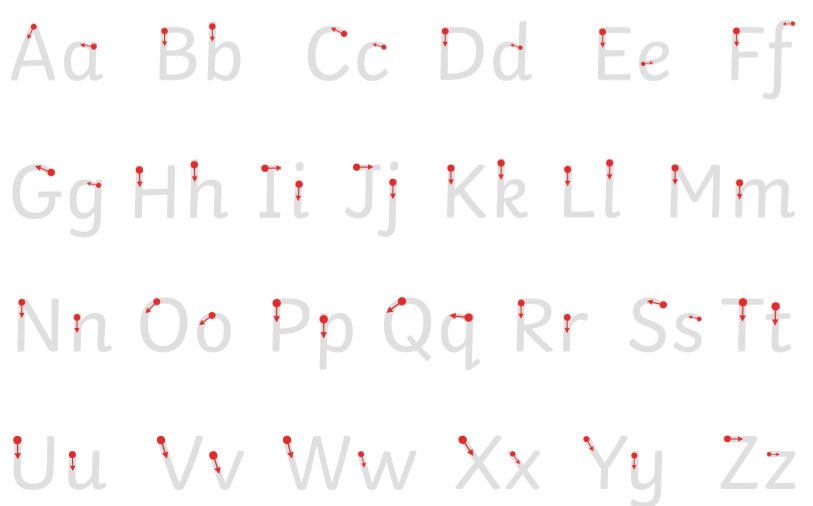 Aa Bb Cc Dd Ee Ff
Gg Hh Ii Jj Kk Ll Mm
Nn Oo Pp Qq Rr Ss Tt
Uu Vv Ww Xx Yy Zz